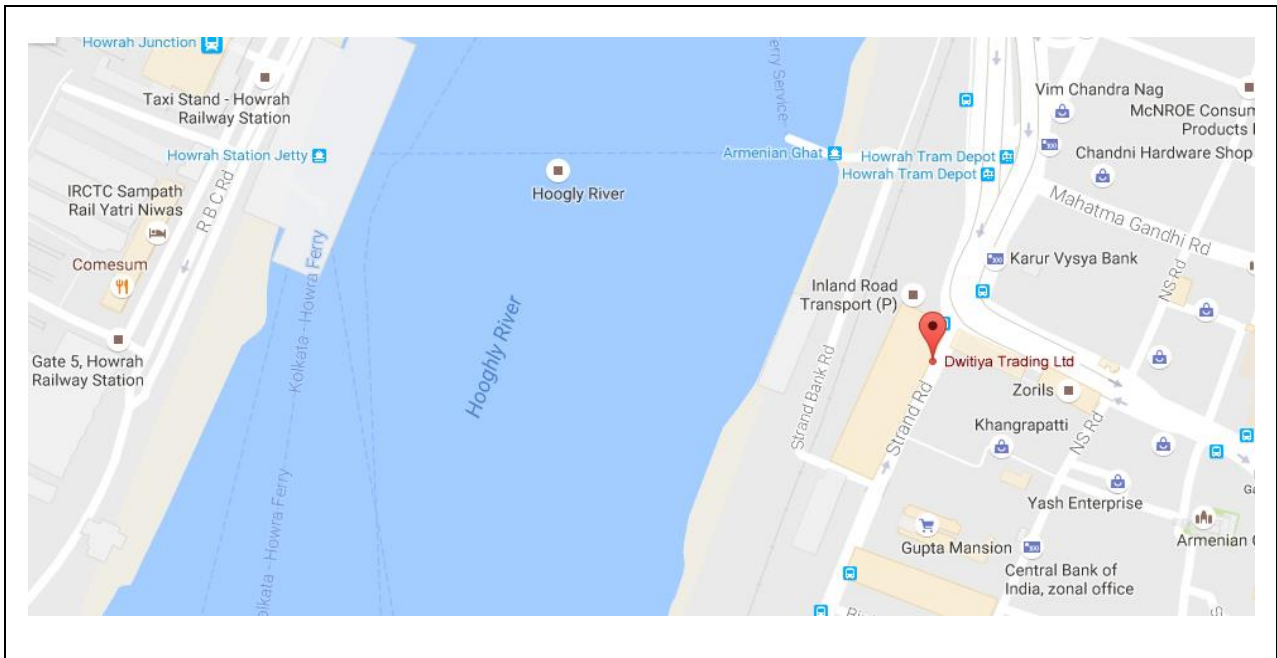 Howrah Junction
Taxi Stand - Howrah
Railway Station
Howrah Station Jetty
IRCTC Sampath
Rail Yatri Niwas
R B C Rd
Comesum
Gate 5, Howrah
Railway Station
Kolkata - Howra Ferry
Kolkata - Howra Ferry
Hoogly River
Hooghly River
erry Service
Armenian Ghat
Howrah Tram Depot
Howrah Tram Depot
Vim Chandra Nag
McNROE Consum
Products
Chandni Hardware Shop
Mahatma Gandhi Rd
Karur Vysya Bank
NS Rd
Inland Road
Transport (P)
Dwitiya Trading Ltd
Zorils
Strand Bank Rd
Strand Rd
Khangrapatti
NS Rd
Yash Enterprise
Gupta Mansion
Armenian
Central Bank of
India, zonal office